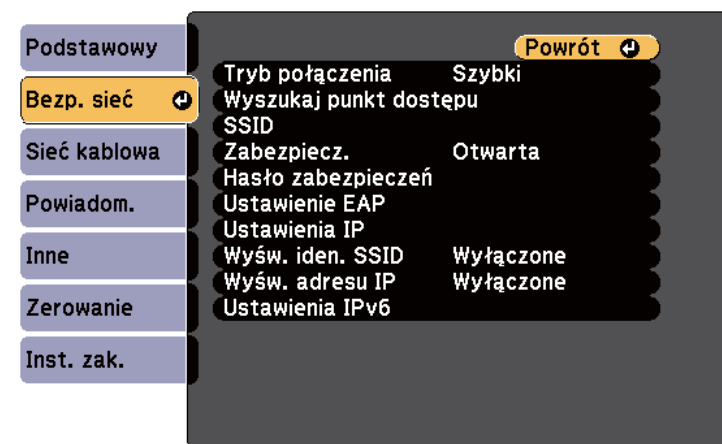 Podstawowy
Bezp. sieć
Sieć kablowa
Powiadom.
Inne
Zerowanie
Inst. zak.
Powrót
Tryb połączenia Szybki
Wyszukaj punkt dostępu
SSID
Zabezpiecz. Otwarta
Hasło zabezpieczeń
Ustawienie EAP
Ustawienia IP
Wyśw. iden. SSID Wyłączone
Wyśw. adresu IP Wyłączone
Ustawienia IPv6